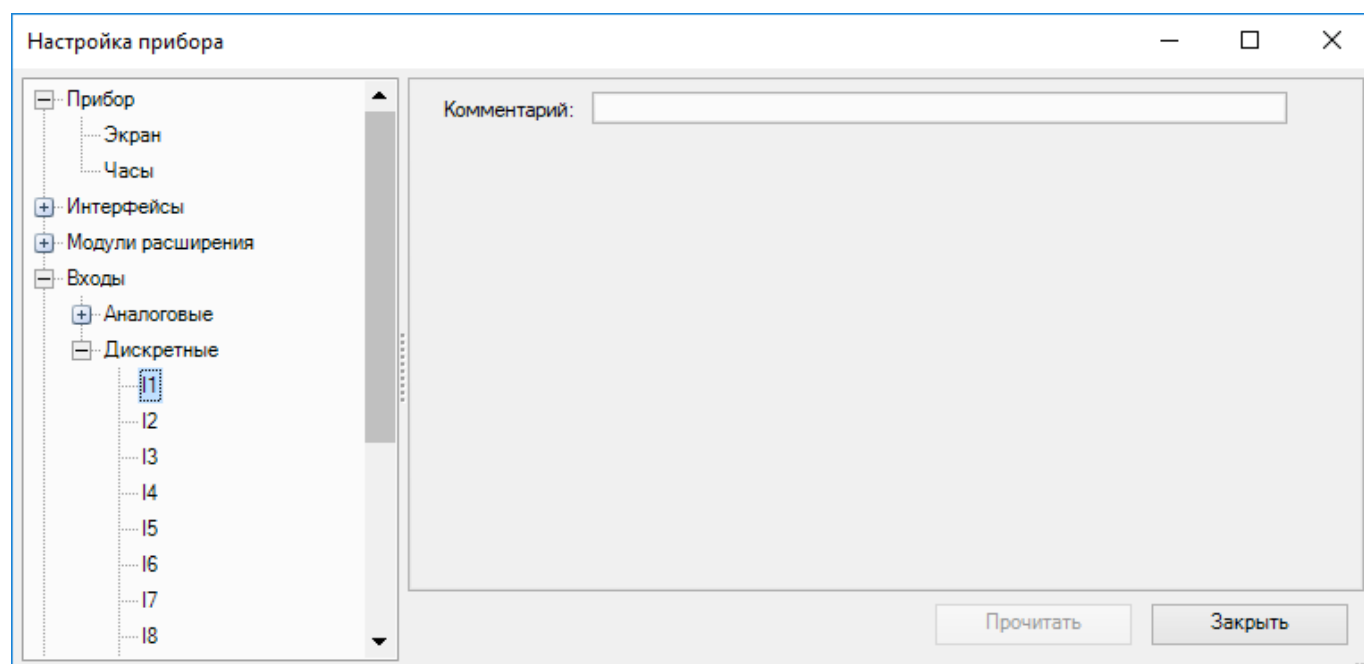 Настройка прибора
Прибор
Экран
Часы
Интерфейсы
Модули расширения
Входы
Аналоговые
Дискретные
I1
I2
I3
I4
I5
I6
I7
I8
Комментарий:
Прочитать
Закрыть